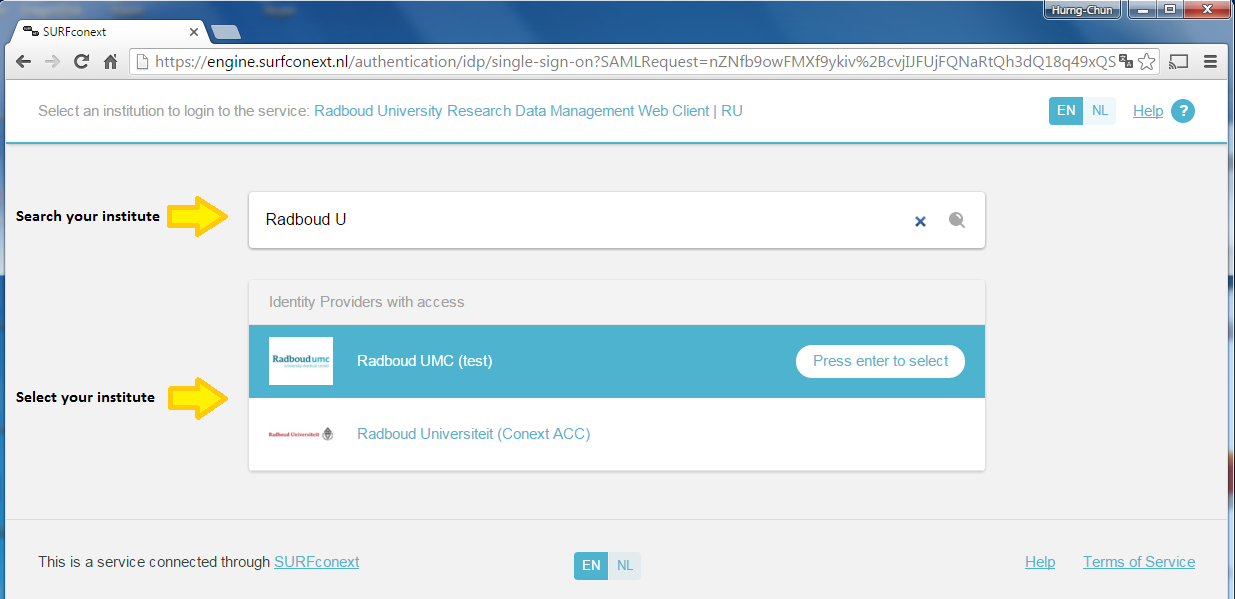 Hurng-Chun
SURFconext
https://engine.surfconext.nl/authentication/idp/single-sign-on?SAMLRequest=nZNfb9owFMXf9ykiv%2BcvjIJFUjFQNaRtQh3dQ18q49xQS
Select an institution to login to the service: Radboud University Research Data Management Web Client | RU
EN NL Help ?
Search your institute
Radboud U
Identity Providers with access
Radboudumc
university medical center
Radboud UMC (test)
Press enter to select
Select your institute
Radboud Universiteit
Radboud Universiteit (Conext ACC)
This is a service connected through SURFconext
EN NL
Help Terms of Service